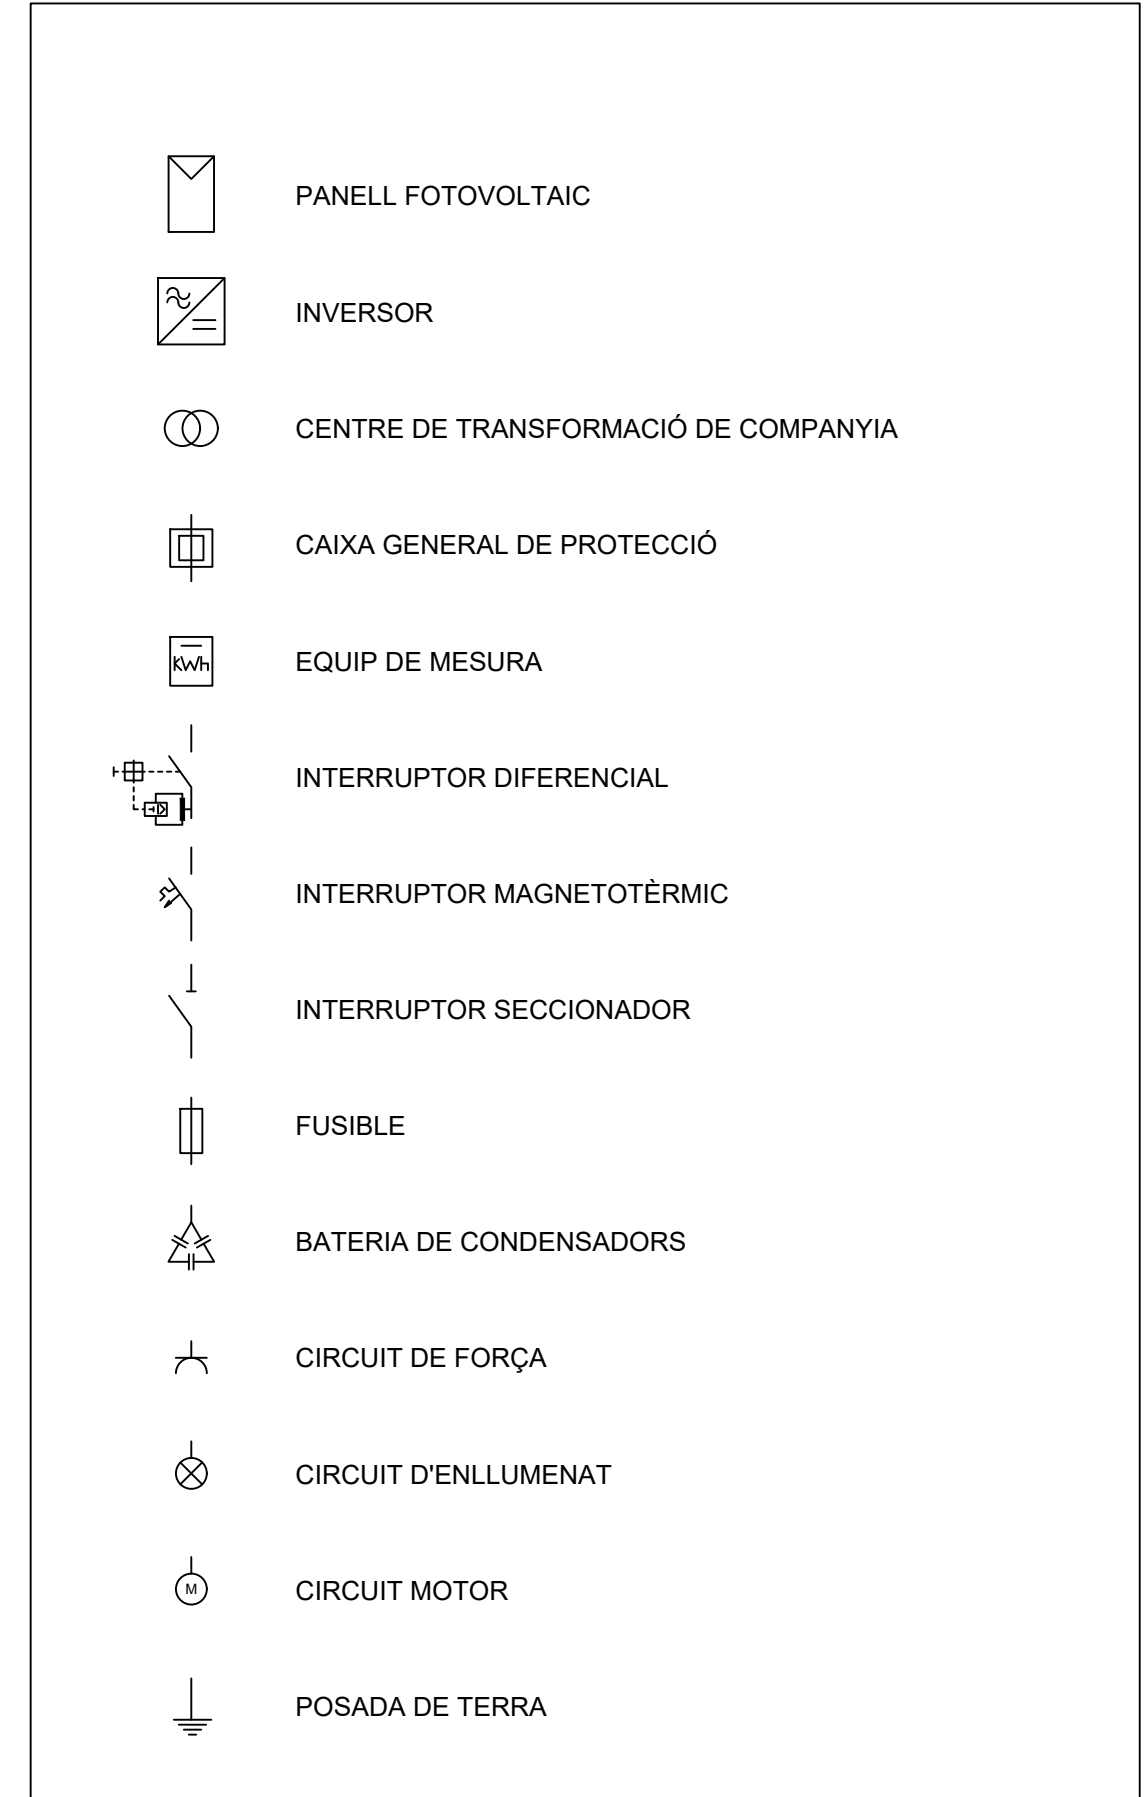 PANELL FOTOVOLTAIC
INVERSOR
CENTRE DE TRANSFORMACIÓ DE COMPANYIA
CAIXA GENERAL DE PROTECCIÓ
KWh
EQUIP DE MESURA
INTERRUPTOR DIFERENCIAL
INTERRUPTOR MAGNETOTÈRMIC
INTERRUPTOR SECCIONADOR
FUSIBLE
BATERIA DE CONDENSADORS
CIRCUIT DE FORÇA
CIRCUIT D'ENLLUMENAT
M
CIRCUIT MOTOR
POSADA DE TERRA